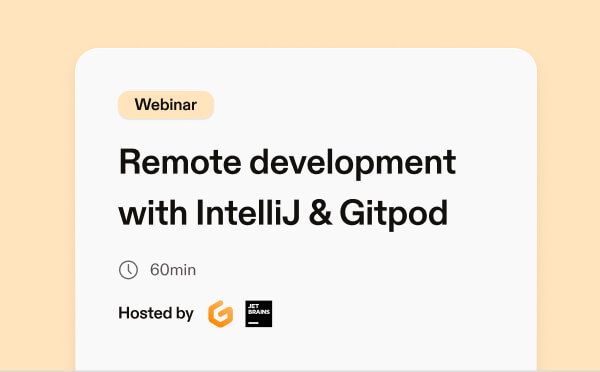 Webinar
Remote development
with IntelliJ & Gitpod
60min
Hosted by
JET
BRAINS